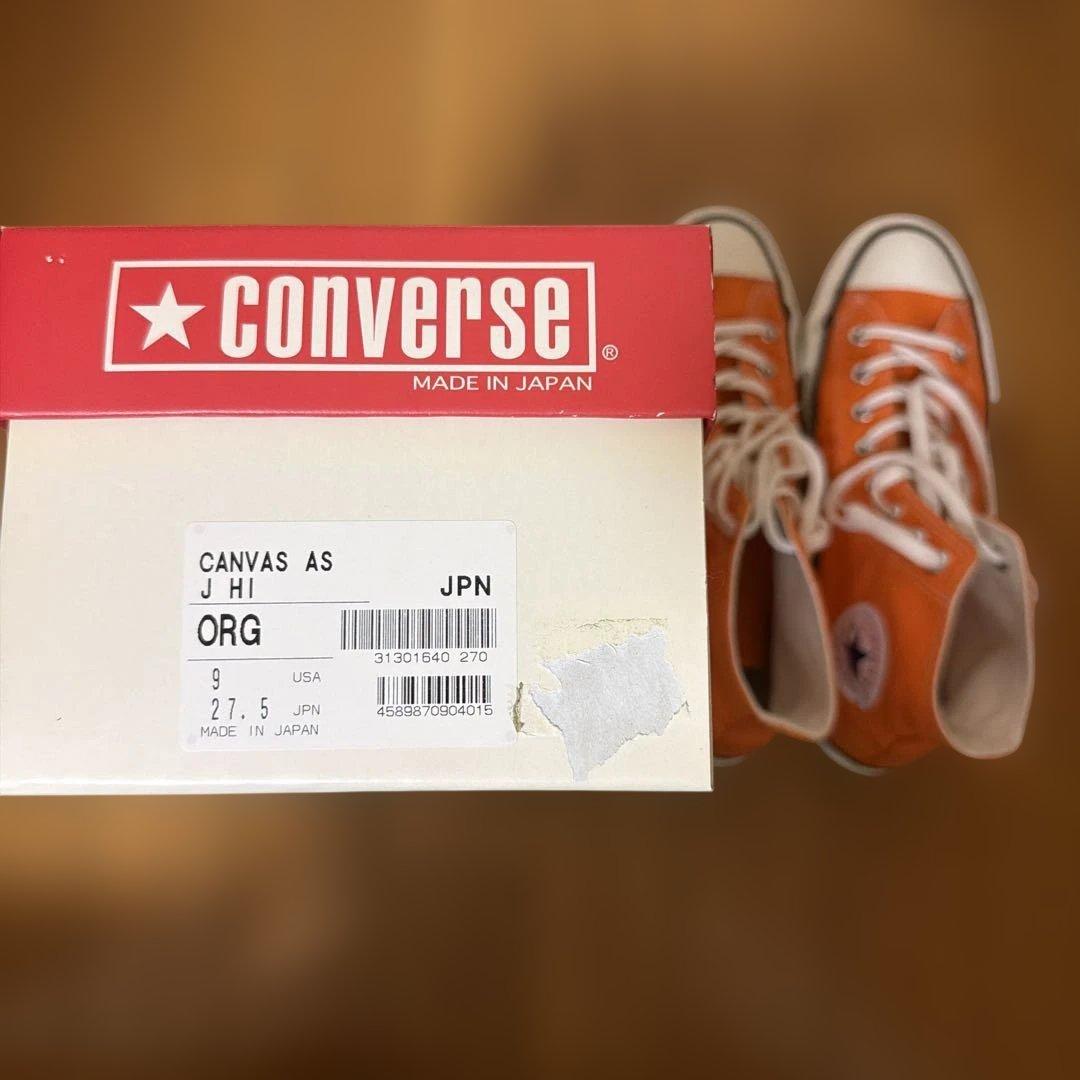 converse®
MADE IN JAPAN
CANVAS AS
J HI
JPN
ORG
31301640 270
9 USA
27.5 JPN
4589870904015
MADE IN JAPAN